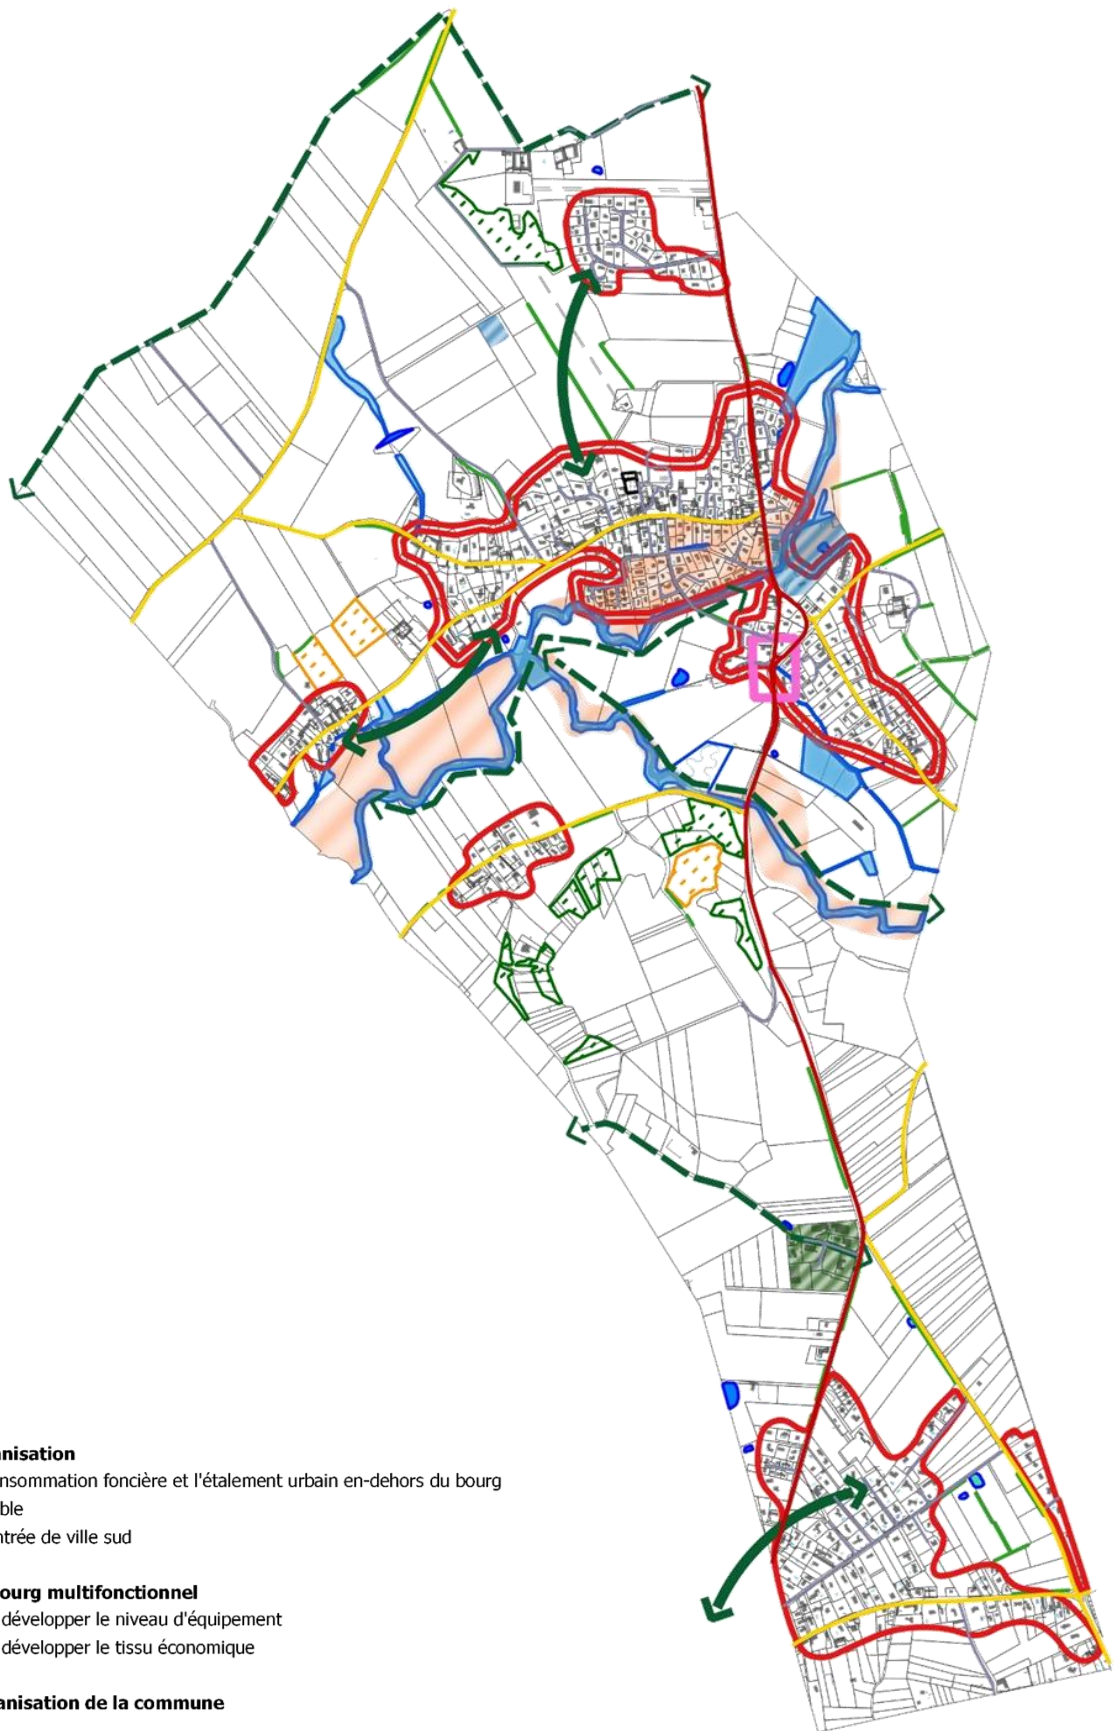 nisation
nsommation foncière et l'étalement urbain en-dehors du bourg
ble
ntrée de ville sud
ourg multifonctionnel
développer le niveau d'équipement
développer le tissu économique
anisation de la commune